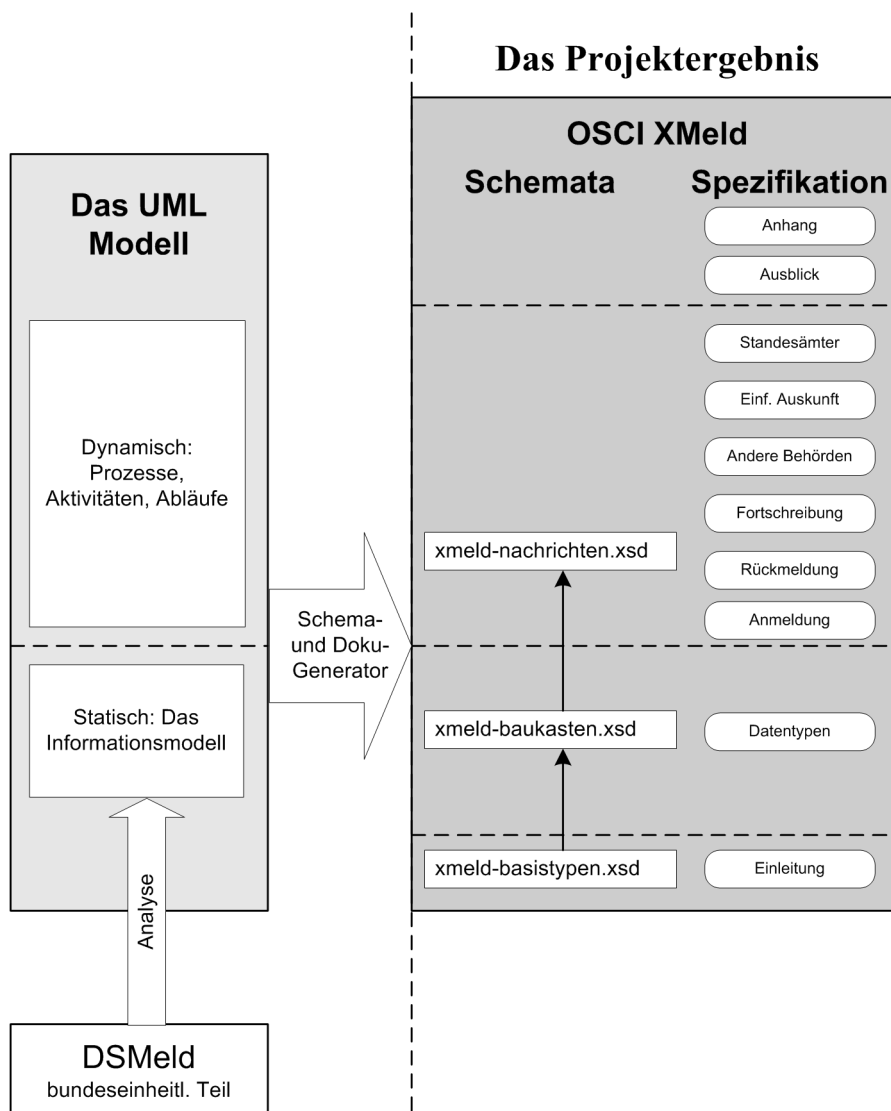 Das Projektergebnis
OSCI XMeld
Schemata
Spezifikation
Anhang
Ausblick
Standesämter
Einf. Auskunft
Andere Behörden
Fortschreibung
Rückmeldung
Anmeldung
Datentypen
Einleitung
xmeld-nachrichten.xsd
xmeld-baukasten.xsd
xmeld-basistypen.xsd
Das UML
Modell
Dynamisch:
Prozesse,
Aktivitäten, Abläufe
Statisch: Das
Informationsmodell
Schema-
und Doku-
Generator
Analyse
DSMeld
bundeseinheitl. Teil